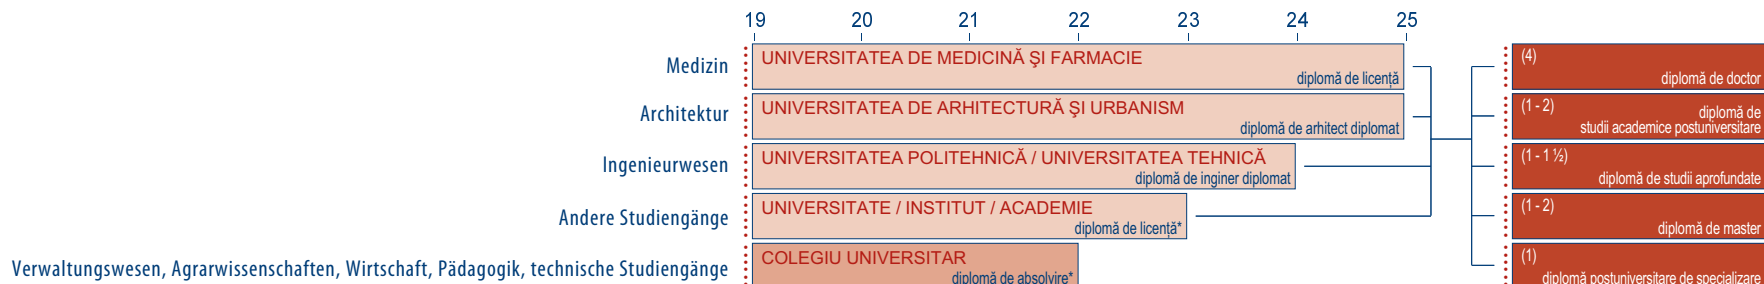 19 20 21 22 23 24 25
Medizin
UNIVERSITATEA DE MEDICINĂ ŞI FARMACIE
diplomă de licență
(4)
diplomă de doctor
Architektur
UNIVERSITATEA DE ARHITECTURĂ ŞI URBANISM
diplomă de arhitect diplomat
(1 - 2)
diplomă de
studii academice postuniversitare
Ingenieurwesen
UNIVERSITATEA POLITEHNICĂ / UNIVERSITATEA TEHNICĂ
diplomă de inginer diplomat
(1 - 1 ½)
diplomă de studii aprofundate
Andere Studiengänge
UNIVERSITATE / INSTITUT / ACADEMIE
diplomă de licență*
(1 - 2)
diplomă de master
Verwaltungswesen, Agrarwissenschaften, Wirtschaft, Pädagogik, technische Studiengänge
COLEGIU UNIVERSITAR
diplomă de absolvire*
(1)
diplomă postuniversitare de specializare